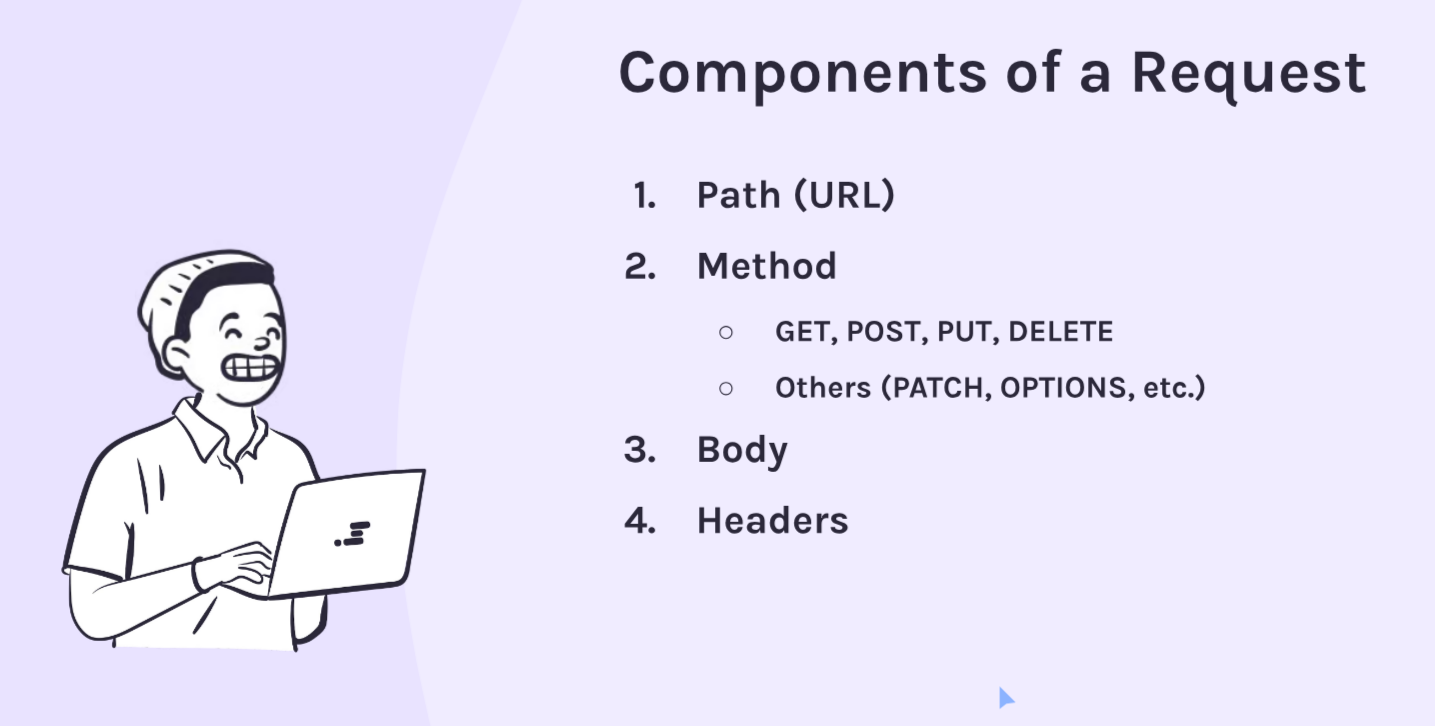 Components of a Request
1. Path (URL)
2. Method
○ GET, POST, PUT, DELETE
○ Others (PATCH, OPTIONS, etc.)
3. Body
4. Headers